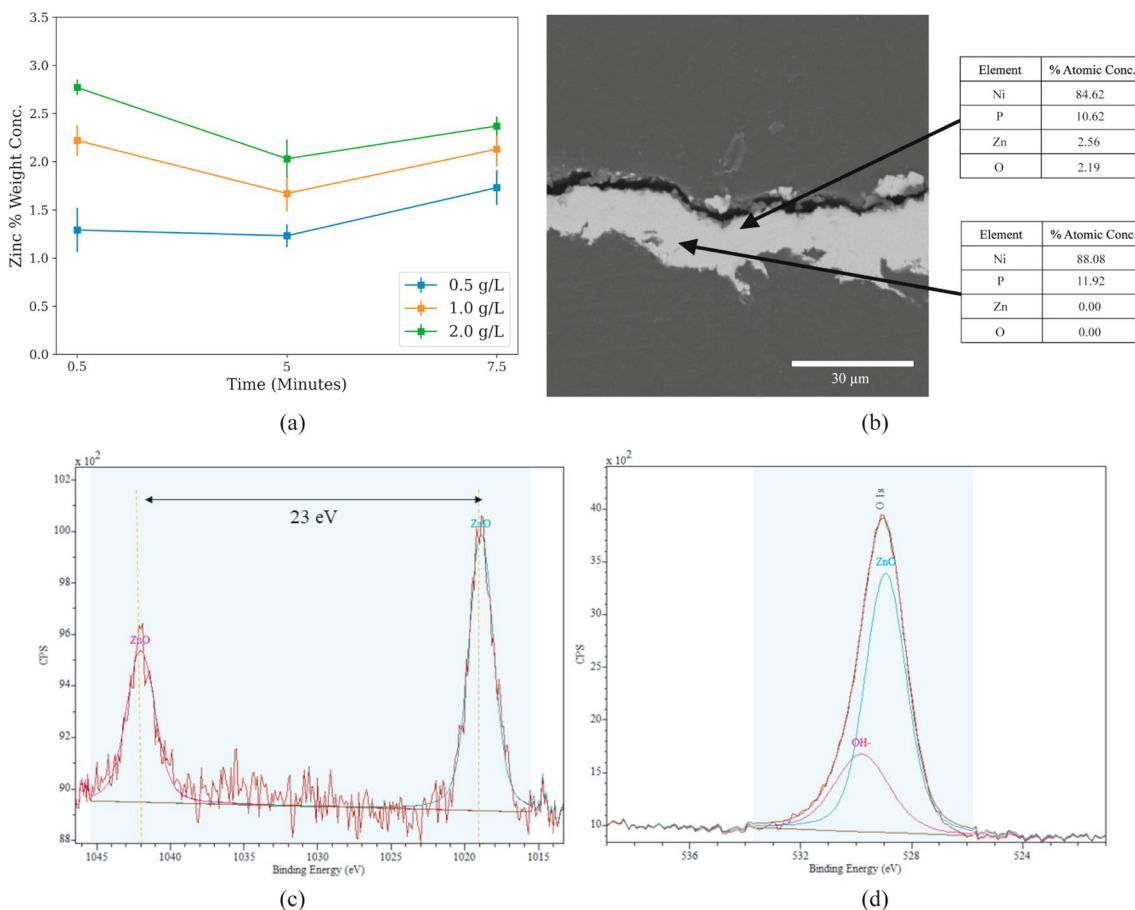 3.5
3.0
2.5
2.0
1.5
1.0
0.5
0.0
Zinc % Weight Conc.
0.5 g/L
1.0 g/L
2.0 g/L
0.5 5 7.5
Time (Minutes)
(a)
30 µm
Element % Atomic Conc.
Ni 84.62
P 10.62
Zn 2.56
O 2.19
Element % Atomic Conc.
Ni 88.08
P 11.92
Zn 0.00
O 0.00
(b)
x 10²
102
100
98
96
94
92
90
88
CPS
23 eV
ZnO
ZnO
1045 1040 1030 1025 1020 1015
Binding Energy (eV)
(c)
x 10²
40
35
30
20
15
10
CPS
O 1s
ZnO
OH-
536 532 528 524
Binding Energy (eV)
(d)